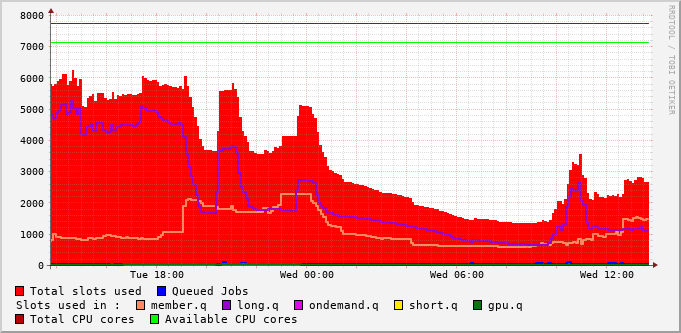 8000
7000
6000
5000
4000
3000
2000
1000
0
Tue 18:00 Wed 00:00 Wed 06:00 Wed 12:00
RRDTOOL / TOBI OETIKER
Total slots used Queued Jobs
Slots used in : member.q long.q ondemand.q short.q gpu.q
Total CPU cores Available CPU cores